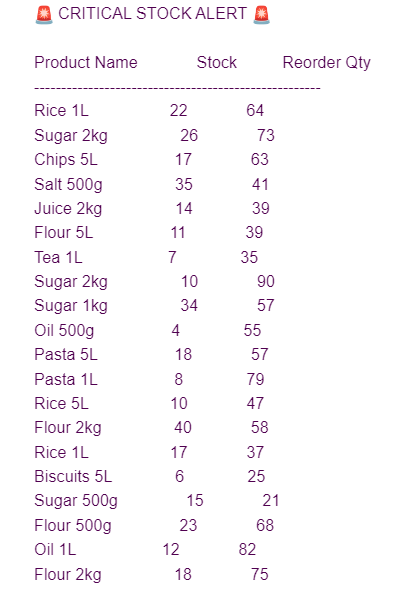 🚨 CRITICAL STOCK ALERT 🚨
Product Name Stock Reorder Qty
------------------------------------------------------
Rice 1L 22 64
Sugar 2kg 26 73
Chips 5L 17 63
Salt 500g 35 41
Juice 2kg 14 39
Flour 5L 11 39
Tea 1L 7 35
Sugar 2kg 10 90
Sugar 1kg 34 57
Oil 500g 4 55
Pasta 5L 18 57
Pasta 1L 8 79
Rice 5L 10 47
Flour 2kg 40 58
Rice 1L 17 37
Biscuits 5L 6 25
Sugar 500g 15 21
Flour 500g 23 68
Oil 1L 12 82
Flour 2kg 18 75